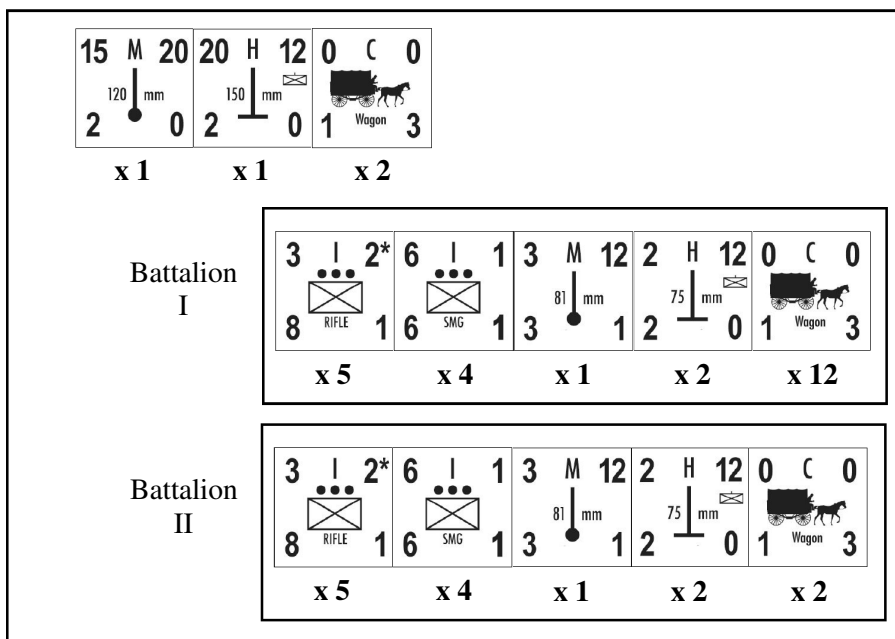 15 M 20 20 H 12 0 C 0
120 mm 150 mm
Wagon
2 0 2 0 1 3
x 1 x 1 x 2
Battalion
I
3 I 2* 6 I 1 3 M 12 2 H 12 0 C 0
81 mm 75 mm
RIFLE SMG Wagon
8 1 6 1 3 1 2 0 1 3
x 5 x 4 x 1 x 2 x 12
Battalion
II
3 I 2* 6 I 1 3 M 12 2 H 12 0 C 0
81 mm 75 mm
RIFLE SMG Wagon
8 1 6 1 3 1 2 0 1 3
x 5 x 4 x 1 x 2 x 2